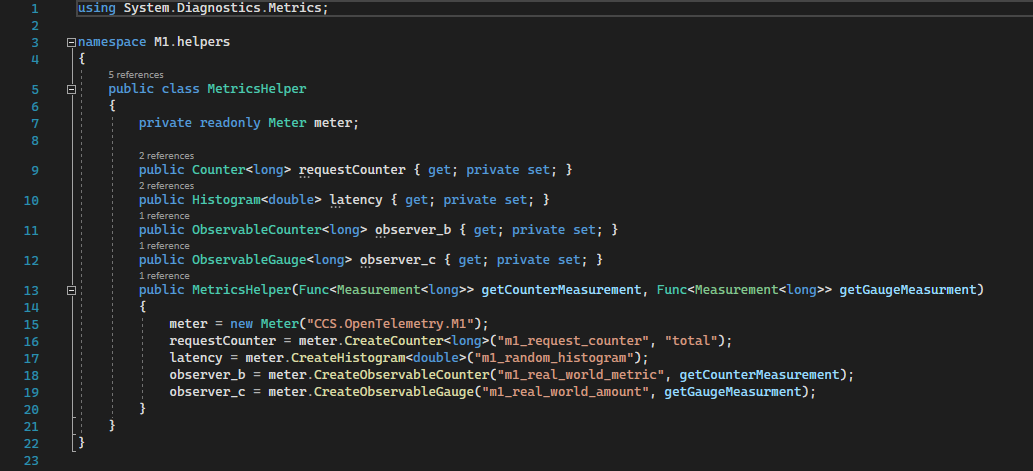 1 using System.Diagnostics.Metrics;
2
3 namespace M1.helpers
4 {
5 references
5 public class MetricsHelper
6 {
7 private readonly Meter meter;
8
2 references
9 public Counter<long> requestCounter { get; private set; }
2 references
10 public Histogram<double> latency { get; private set; }
1 reference
11 public ObservableCounter<long> observer_b { get; private set; }
1 reference
12 public ObservableGauge<long> observer_c { get; private set; }
1 reference
13 public MetricsHelper(Func<Measurement<long>> getCounterMeasurement, Func<Measurement<long>> getGaugeMeasurment)
14 {
15 meter = new Meter("CCS.OpenTelemetry.M1");
16 requestCounter = meter.CreateCounter<long>("m1_request_counter", "total");
17 latency = meter.CreateHistogram<double>("m1_random_histogram");
18 observer_b = meter.CreateObservableCounter("m1_real_world_metric", getCounterMeasurement);
19 observer_c = meter.CreateObservableGauge("m1_real_world_amount", getGaugeMeasurment);
20 }
21 }
22 }
23